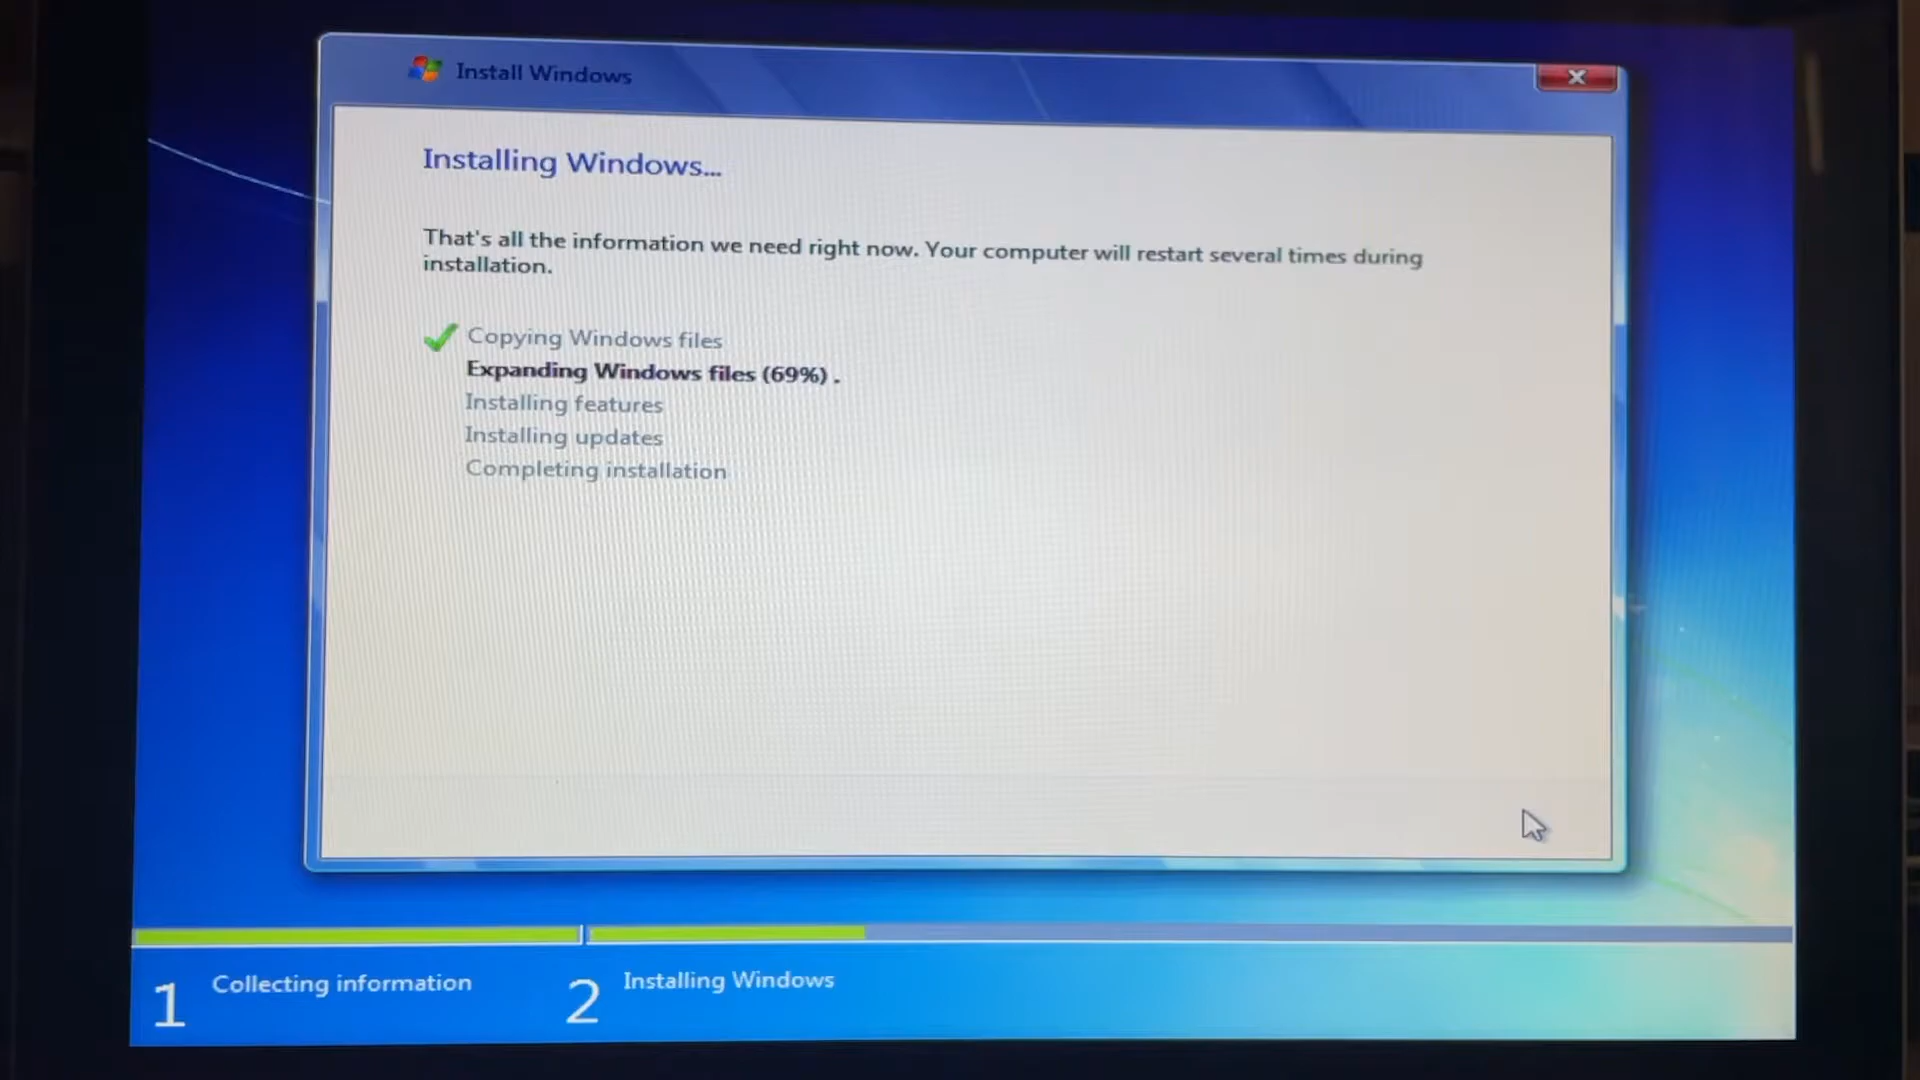 Install Windows
Installing Windows...
That's all the information we need right now. Your computer will restart several times during
installation.
Copying Windows files
Expanding Windows files (69%) .
Installing features
Installing updates
Completing installation
1 Collecting information
2 Installing Windows